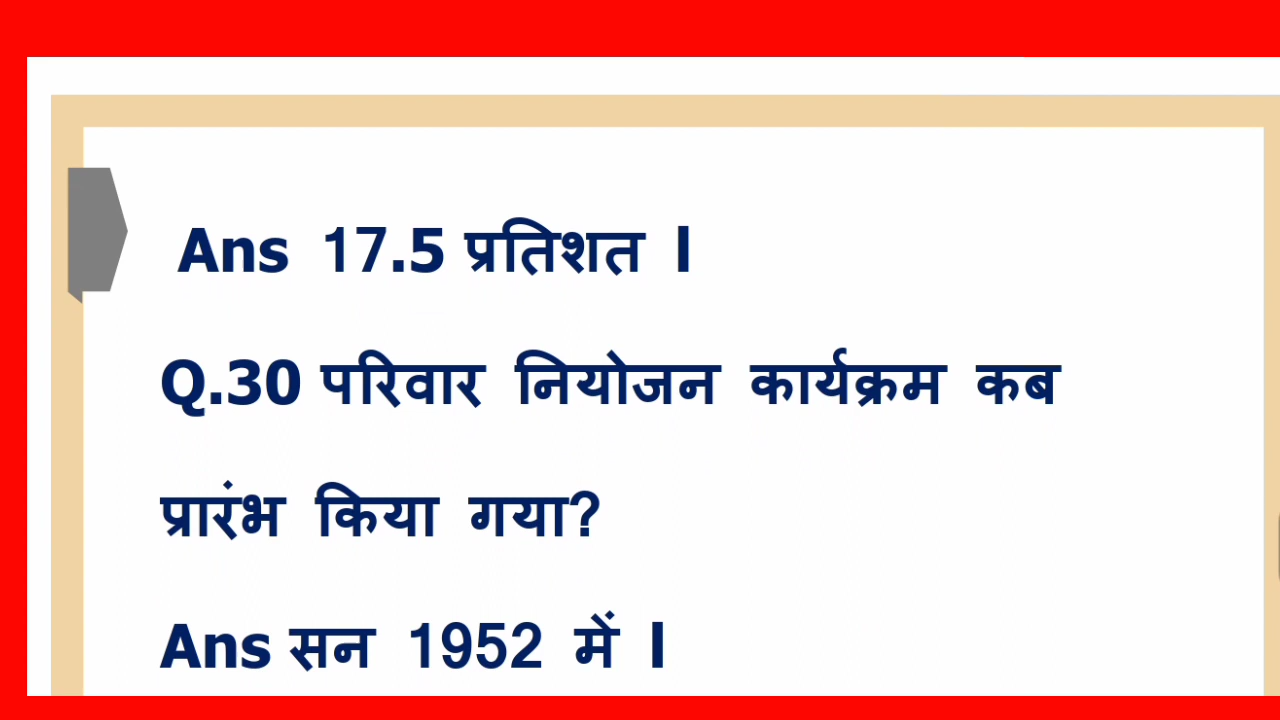 Ans 17.5 प्रतिशत l
Q.30 परिवार नियोजन कार्यक्रम कब
प्रारंभ किया गया?
Ans सन 1952 में l